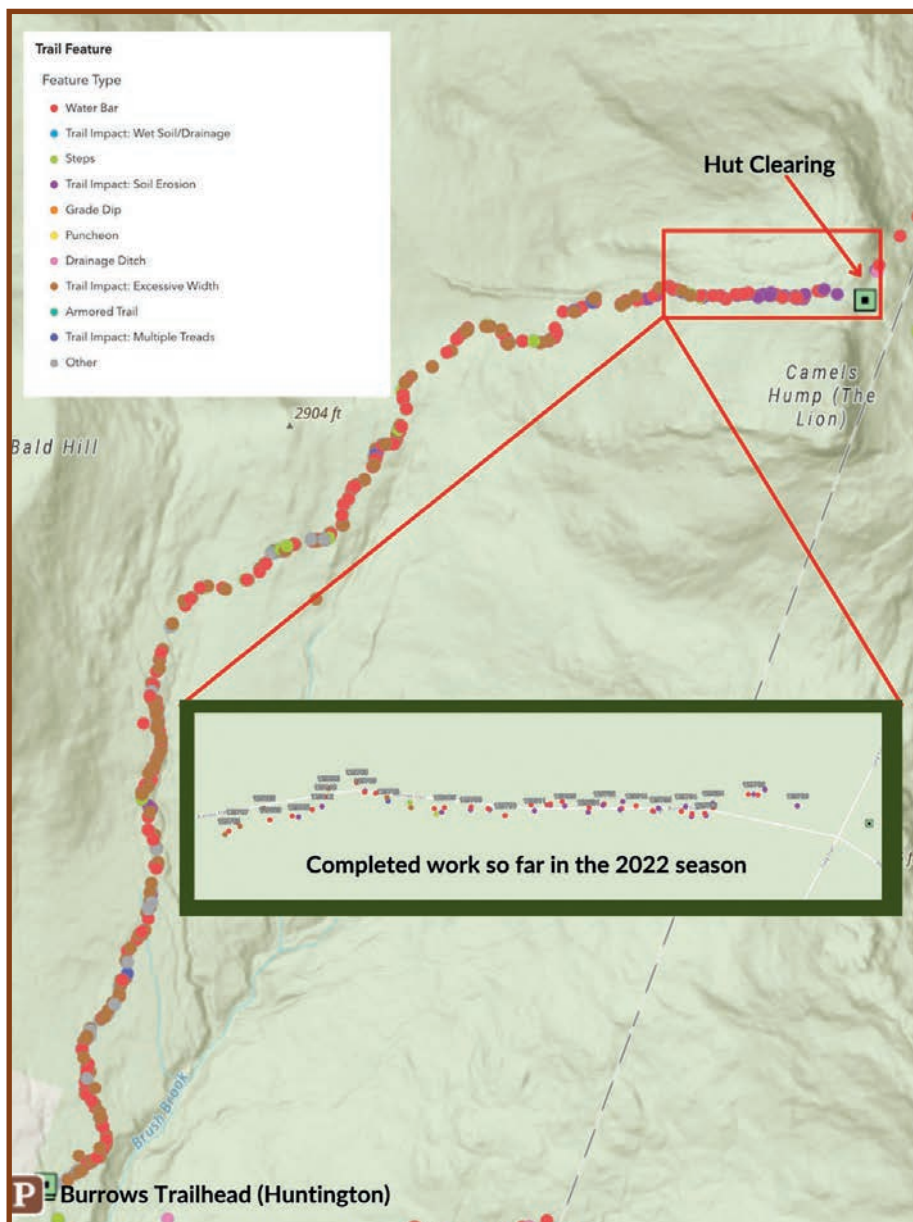 Trail Feature
Feature Type
Water Bar
Trail Impact: Wet Soil/Drainage
Steps
Trail Impact: Soil Erosion
Grade Dip
Puncheon
Drainage Ditch
Trail Impact: Excessive Width
Armored Trail
Trail Impact: Multiple Treads
Other
Hut Clearing
Camels
Hump (The
Lion)
2904 ft
Bald Hill
Completed work so far in the 2022 season
Brush Brook
P
Burrows Trailhead (Huntington)